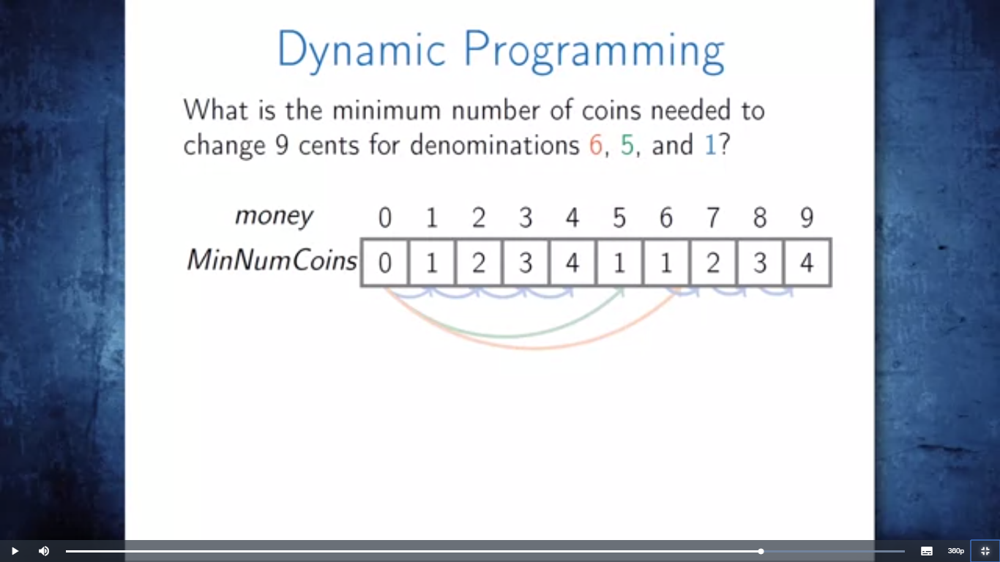 Dynamic Programming
What is the minimum number of coins needed to
change 9 cents for denominations 6, 5, and 1?
money 0 1 2 3 4 5 6 7 8 9
MinNumCoins 0 1 2 3 4 1 1 2 3 4
360p